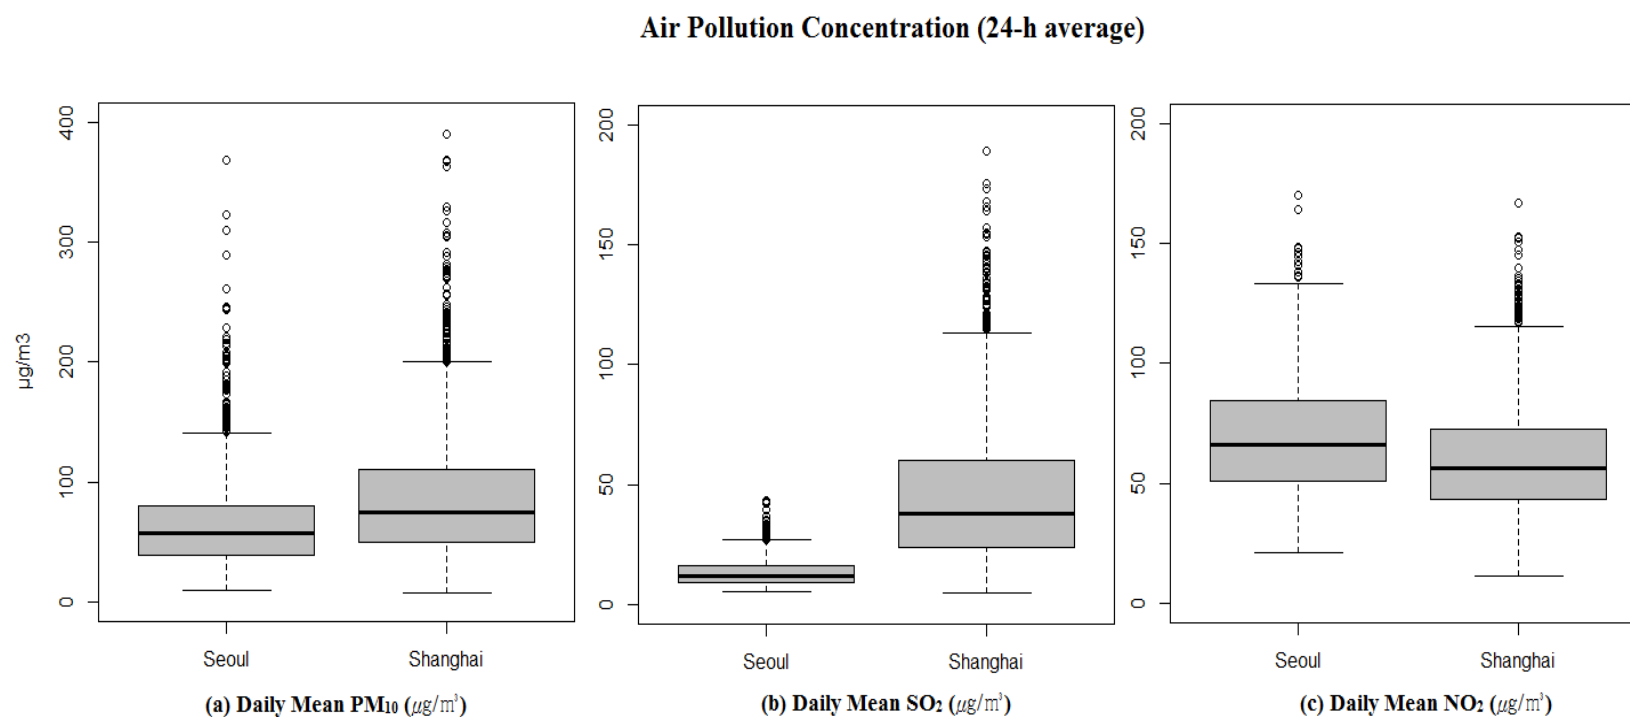 Air Pollution Concentration (24-h average)
µg/m3
400
300
200
100
0
Seoul Shanghai
(a) Daily Mean PM₁₀ (㎍/㎥)
200
150
100
50
0
Seoul Shanghai
(b) Daily Mean SO₂ (㎍/㎥)
200
150
100
50
0
Seoul Shanghai
(c) Daily Mean NO₂ (㎍/㎥)